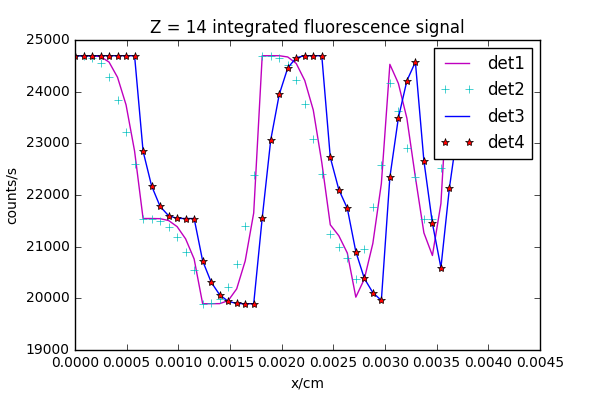 Z = 14 integrated fluorescence signal
25000
24000
23000
22000
21000
20000
19000
counts/s
det1
det2
det3
det4
0.0000 0.0005 0.0010 0.0015 0.0020 0.0025 0.0030 0.0035 0.0040 0.0045
x/cm